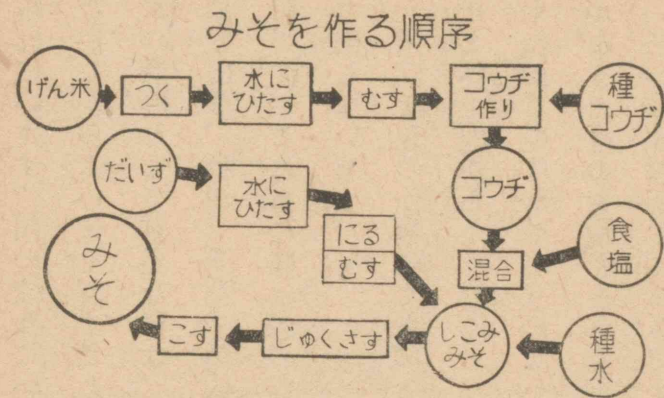 みそを作る順序
げん米
つく
水に
ひたす
むす
コウヂ
作り
種
コウヂ
だいず
水に
ひたす
にる
むす
コウヂ
混合
食
塩
しこみ
みそ
種
水
じゅくさす
こす
みそ